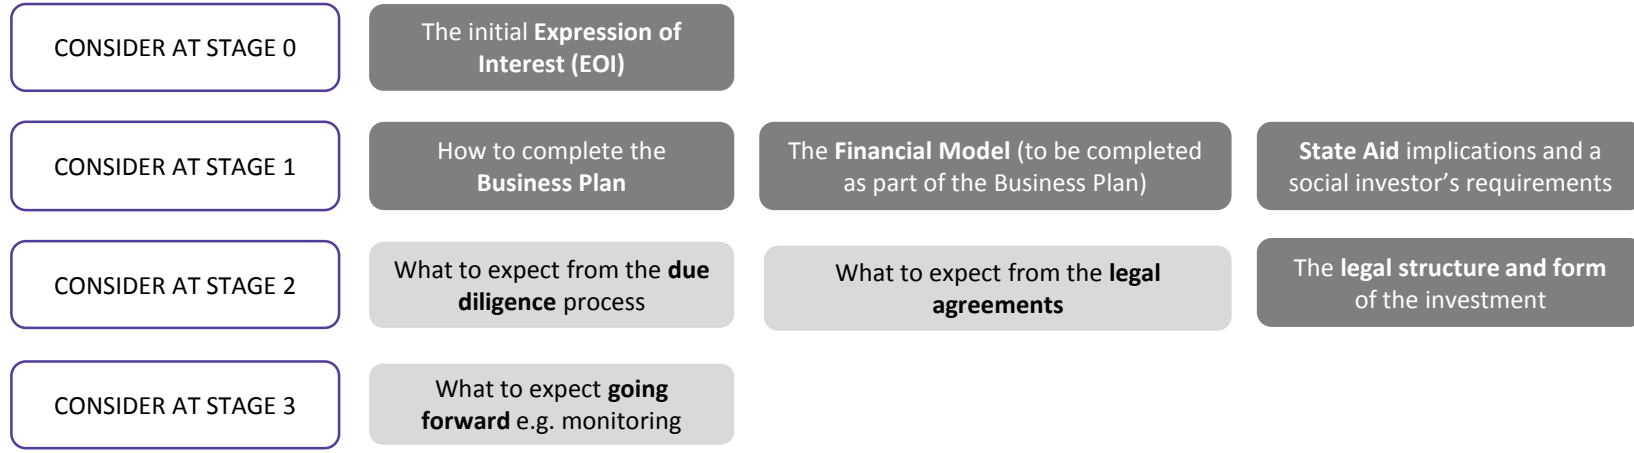 CONSIDER AT STAGE 0
The initial Expression of
Interest (EOI)
CONSIDER AT STAGE 1
How to complete the
Business Plan
The Financial Model (to be completed
as part of the Business Plan)
State Aid implications and a
social investor’s requirements
CONSIDER AT STAGE 2
What to expect from the due
diligence process
What to expect from the legal
agreements
The legal structure and form
of the investment
CONSIDER AT STAGE 3
What to expect going
forward e.g. monitoring